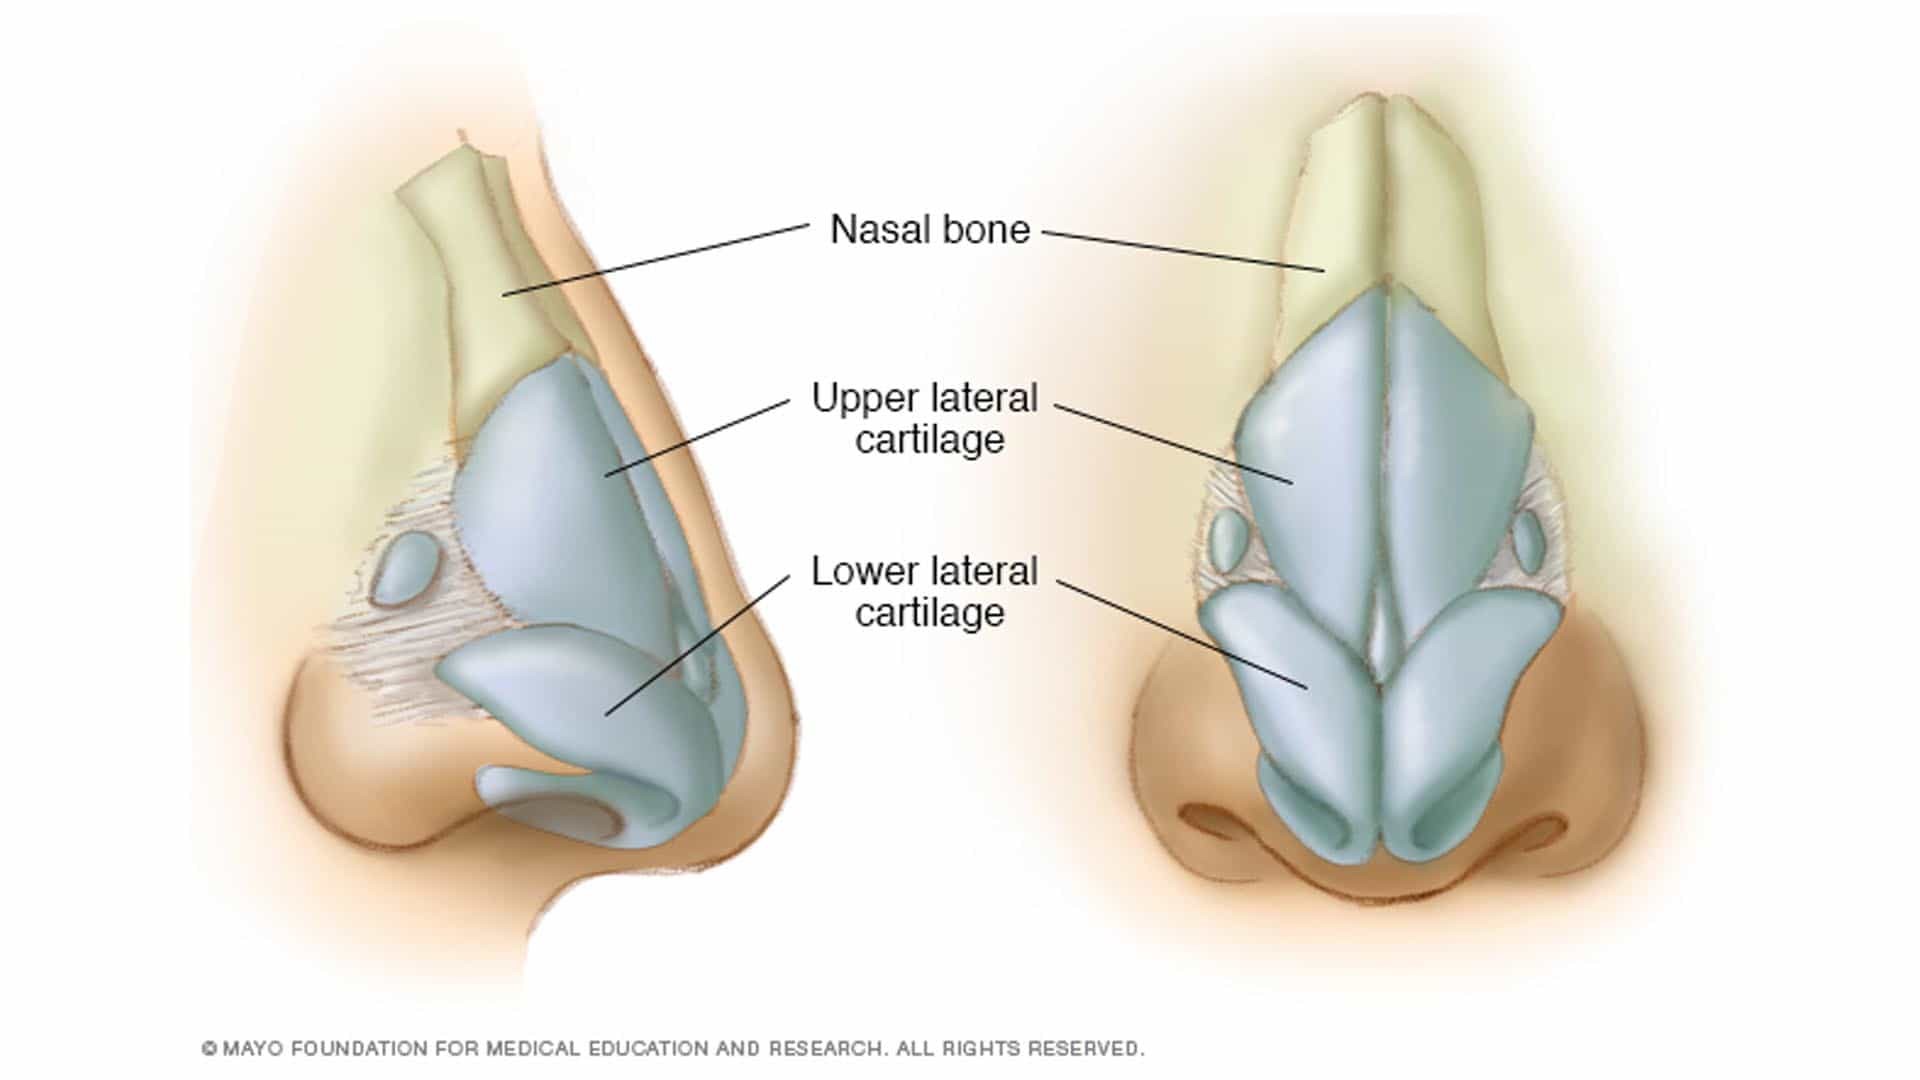 Nasal bone
Upper lateral
cartilage
Lower lateral
cartilage
© MAYO FOUNDATION FOR MEDICAL EDUCATION AND RESEARCH. ALL RIGHTS RESERVED.